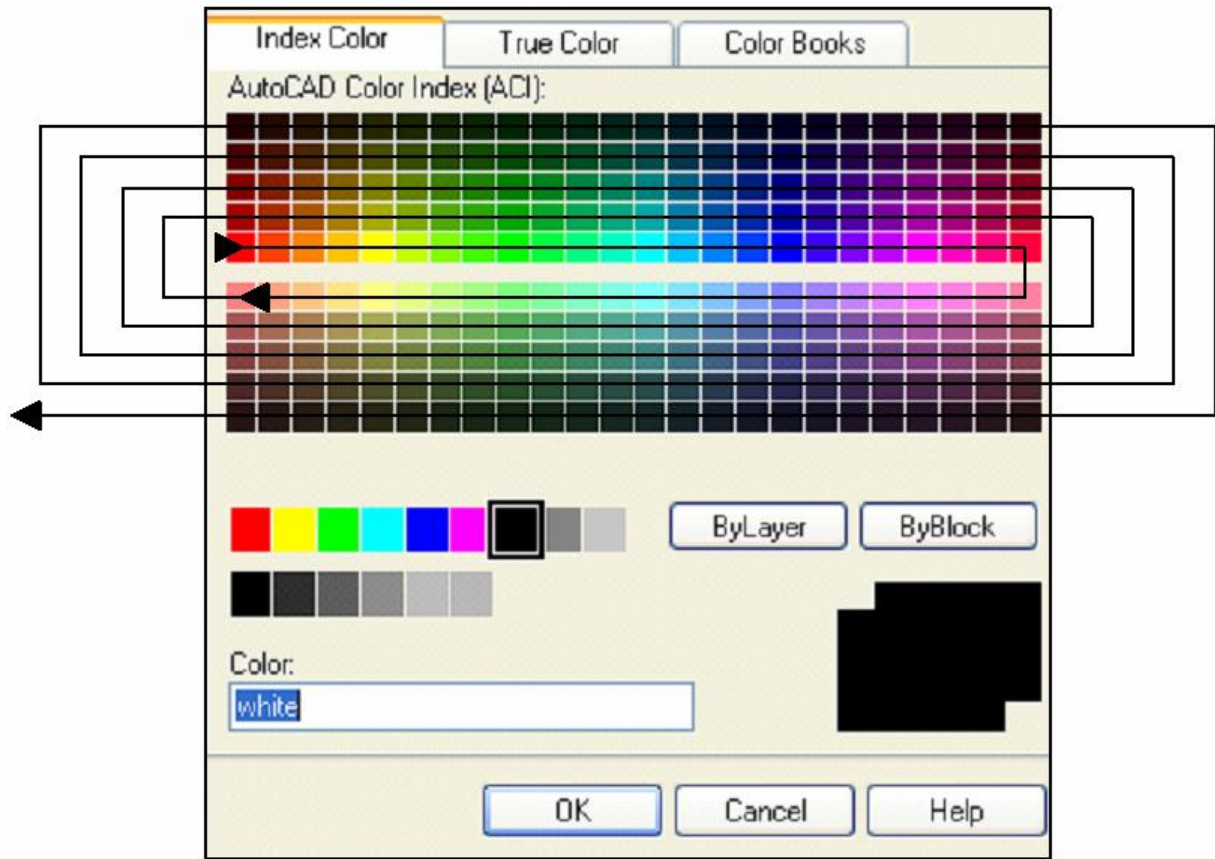 Index Color
True Color
Color Books
AutoCAD Color Index (ACI):
ByLayer
ByBlock
Color:
white
OK
Cancel
Help